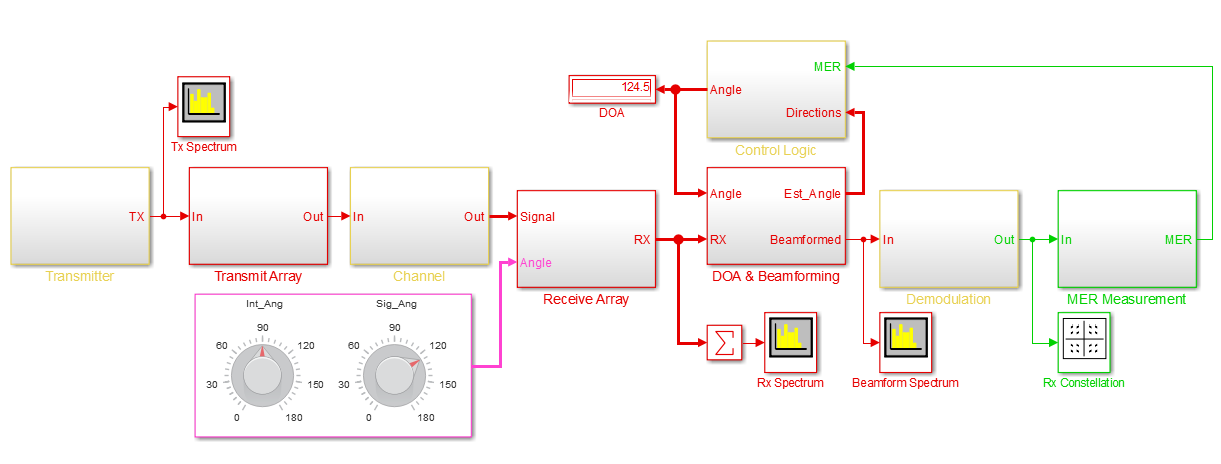 MER
124.5
Angle
DOA
Directions
Tx Spectrum
Control Logic
Angle
Est_Angle
TX
In
Out
In
Out
Signal
RX
RX
Beamformed
In
Out
In
MER
Angle
Transmitter
Transmit Array
Channel
Receive Array
DOA & Beamforming
Demodulation
MER Measurement
Int_Ang
Sig_Ang
90
90
60
120
60
120
30
150
30
150
0
180
0
180
Σ
Rx Spectrum
Beamform Spectrum
Rx Constellation